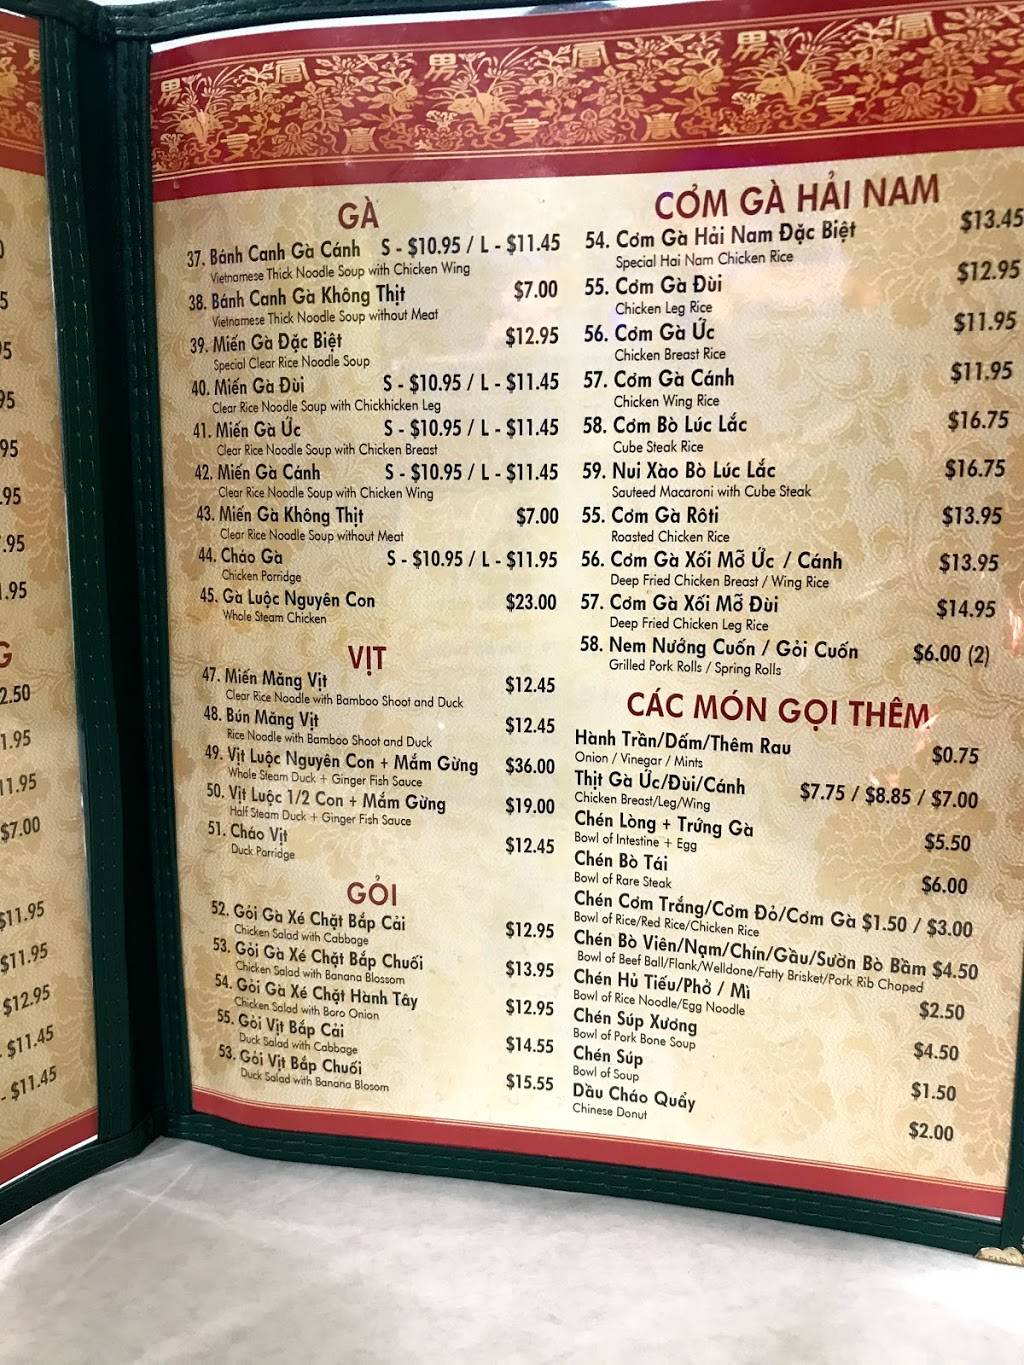 5
95
95
.95
.95
1.95
G
2.50
1.95
11.95
$7.00
$11.95
$11.95
$12.95
$11.45
- $11.45
GÀ
37. Bánh Canh Gà Cánh S - $10.95 / L - $11.45
Vietnamese Thick Noodle Soup with Chicken Wing
38. Bánh Canh Gà Không Thịt $7.00
Vietnamese Thick Noodle Soup without Meat
39. Miến Gà Đặc Biệt $12.95
Special Clear Rice Noodle Soup
40. Miến Gà Đùi S - $10.95 / L - $11.45
Clear Rice Noodle Soup with Chickhicken Leg
41. Miến Gà Ức S - $10.95 / L - $11.45
Clear Rice Noodle Soup with Chicken Breast
42. Miến Gà Cánh S - $10.95 / L - $11.45
Clear Rice Noodle Soup with Chicken Wing
43. Miến Gà Không Thịt $7.00
Clear Rice Noodle Soup without Meat
44. Cháo Gà S - $10.95 / L - $11.95
Chicken Porridge
45. Gà Luộc Nguyên Con $23.00
Whole Steam Chicken
VỊT
47. Miến Măng Vịt $12.45
Clear Rice Noodle with Bamboo Shoot and Duck
48. Bún Măng Vịt $12.45
Rice Noodle with Bamboo Shoot and Duck
49. Vịt Luộc Nguyên Con + Mắm Gừng $36.00
Whole Steam Duck + Ginger Fish Sauce
50. Vịt Luộc 1/2 Con + Mắm Gừng $19.00
Half Steam Duck + Ginger Fish Sauce
51. Cháo Vịt $12.45
Duck Porridge
GỎI
52. Gỏi Gà Xé Chặt Bắp Cải $12.95
Chicken Salad with Cabbage
53. Gỏi Gà Xé Chặt Bắp Chuối $13.95
Chicken Salad with Banana Blossom
54. Gỏi Gà Xé Chặt Hành Tây $12.95
Chicken Salad with Boro Onion
55. Gỏi Vịt Bắp Cải $14.55
Duck Salad with Cabbage
53. Gỏi Vịt Bắp Chuối $15.55
Duck Salad with Banana Blosom
CƠM GÀ HẢI NAM
54. Cơm Gà Hải Nam Đặc Biệt $13.45
Special Hai Nam Chicken Rice
55. Cơm Gà Đùi $12.95
Chicken Leg Rice
56. Cơm Gà Ức $11.95
Chicken Breast Rice
57. Cơm Gà Cánh $11.95
Chicken Wing Rice
58. Cơm Bò Lúc Lắc $16.75
Cube Steak Rice
59. Nui Xào Bò Lúc Lắc $16.75
Sauteed Macaroni with Cube Steak
55. Cơm Gà Rôti $13.95
Roasted Chicken Rice
56. Cơm Gà Xối Mỡ Ức / Cánh $13.95
Deep Fried Chicken Breast / Wing Rice
57. Cơm Gà Xối Mỡ Đùi $14.95
Deep Fried Chicken Leg Rice
58. Nem Nướng Cuốn / Gỏi Cuốn $6.00 (2)
Grilled Pork Rolls / Spring Rolls
CÁC MÓN GỌI THÊM
Hành Trần/Dấm/Thêm Rau $0.75
Onion / Vinegar / Mints
Thịt Gà Ức/Đùi/Cánh $7.75 / $8.85 / $7.00
Chicken Breast/Leg/Wing
Chén Lòng + Trứng Gà $5.50
Bowl of Intestine + Egg
Chén Bò Tái $6.00
Bowl of Rare Steak
Chén Cơm Trắng/Cơm Đỏ/Cơm Gà $1.50 / $3.00
Bowl of Rice/Red Rice/Chicken Rice
Chén Bò Viên/Nạm/Chín/Gầu/Sườn Bò Bằm $4.50
Bowl of Beef Ball/Flank/Welldone/Fatty Brisket/Pork Rib Choped
Chén Hủ Tiếu/Phở / Mì $2.50
Bowl of Rice Noodle/Egg Noodle
Chén Súp Xương $4.50
Bowl of Pork Bone Soup
Chén Súp $1.50
Bowl of Soup
Dầu Cháo Quẩy $2.00
Chinese Donut